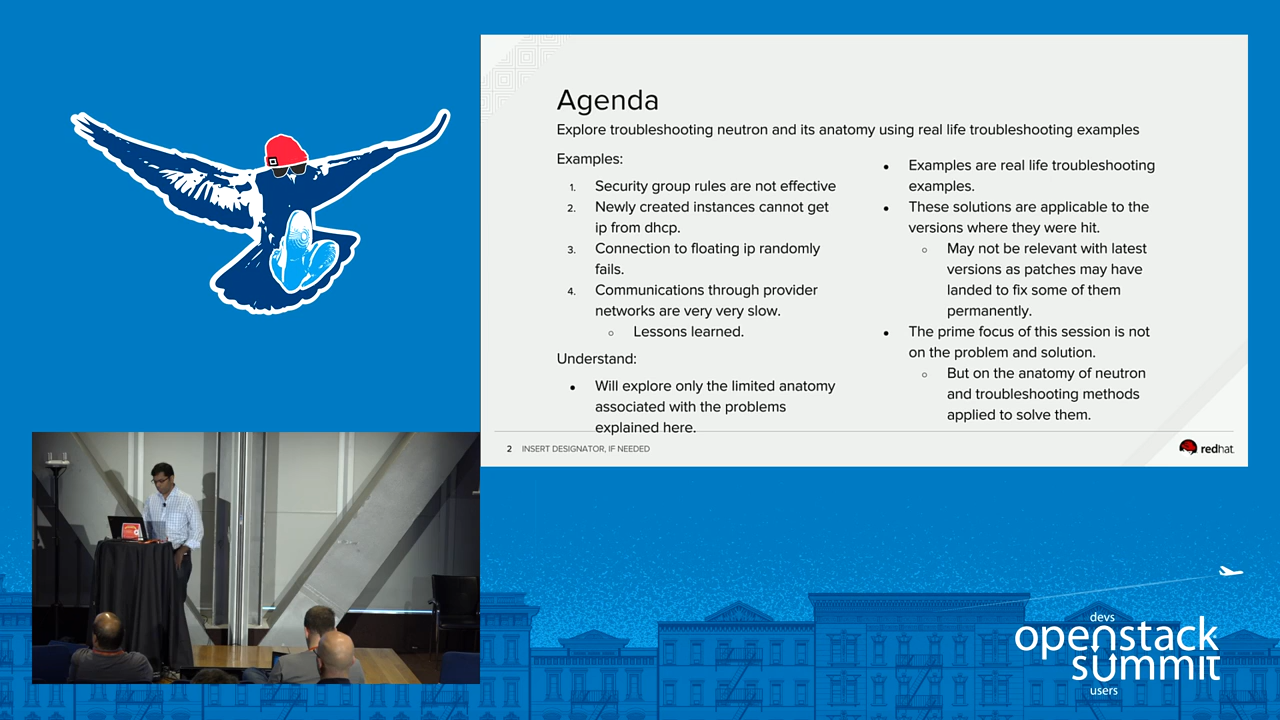 Agenda
Explore troubleshooting neutron and its anatomy using real life troubleshooting examples
Examples:
1. Security group rules are not effective
2. Newly created instances cannot get
ip from dhcp.
3. Connection to floating ip randomly
fails.
4. Communications through provider
networks are very very slow.
○ Lessons learned.
Understand:
● Will explore only the limited anatomy
associated with the problems
explained here.
● Examples are real life troubleshooting
examples.
● These solutions are applicable to the
versions where they were hit.
○ May not be relevant with latest
versions as patches may have
landed to fix some of them
permanently.
● The prime focus of this session is not
on the problem and solution.
○ But on the anatomy of neutron
and troubleshooting methods
applied to solve them.
2 INSERT DESIGNATOR, IF NEEDED
redhat
devs
openstack
summit
users